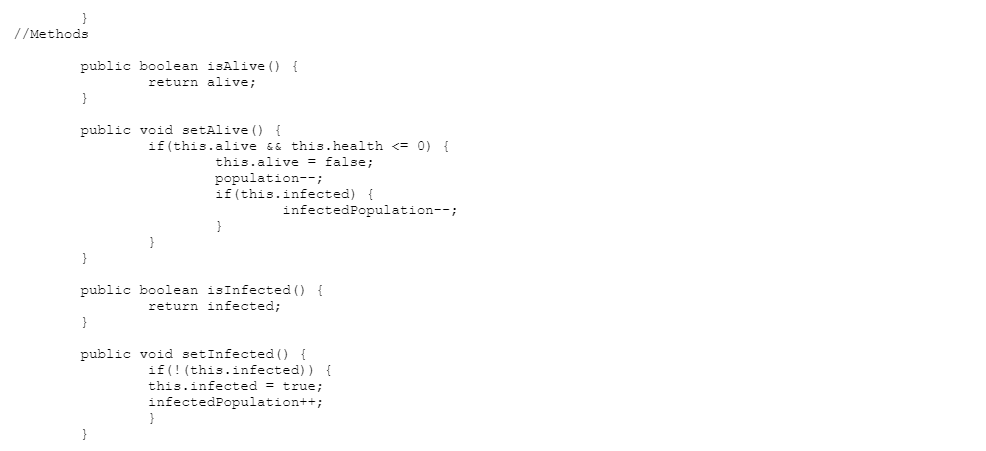 }
//Methods

        public boolean isAlive() {
                return alive;
        }

        public void setAlive() {
                if(this.alive && this.health <= 0) {
                        this.alive = false;
                        population--;
                        if(this.infected) {
                                infectedPopulation--;
                        }
                }
        }

        public boolean isInfected() {
                return infected;
        }

        public void setInfected() {
                if(!(this.infected)) {
                this.infected = true;
                infectedPopulation++;
                }
        }